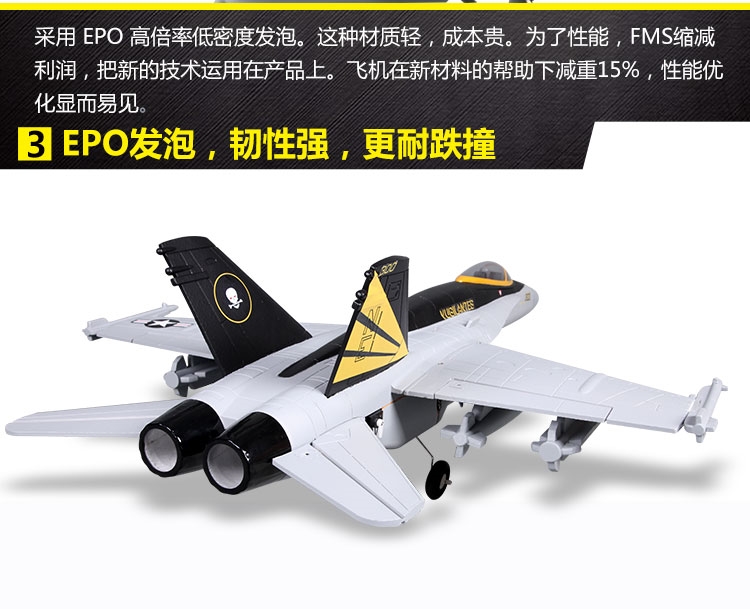 采用 EPO 高倍率低密度发泡。这种材质轻，成本贵。为了性能，FMS缩减
利润，把新的技术运用在产品上。飞机在新材料的帮助下减重15%，性能优
化显而易见。
3 EPO发泡，韧性强，更耐跌撞
300
VIGILANTES